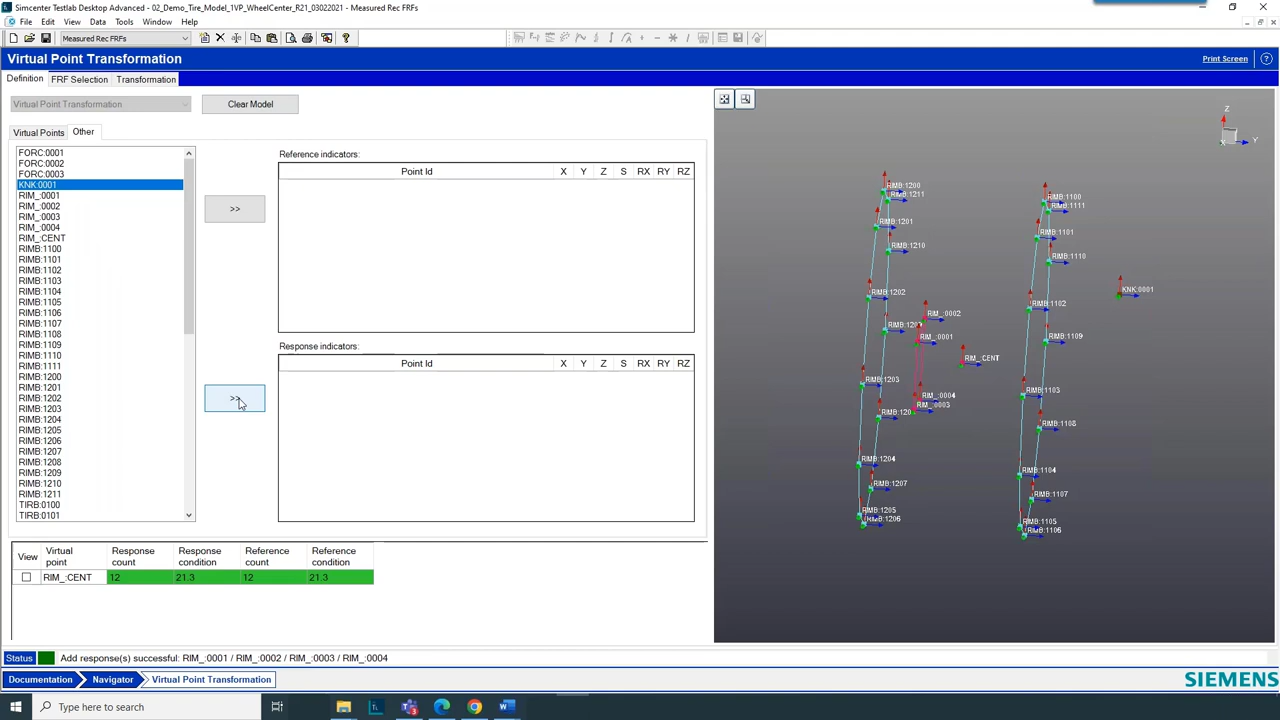 Simcenter Testlab Desktop Advanced - 02_Demo_Tire_Model_1VP_WheelCenter_R21_03022021 - Measured Rec FRFs
File Edit View Data Tools Window Help
Measured Rec FRFs
Virtual Point Transformation
Print Screen
Definition FRF Selection Transformation
Virtual Point Transformation
Clear Model
Virtual Points Other
FORC:0001
FORC:0002
FORC:0003
KNK:0001
RIM_:0001
RIM_:0002
RIM_:0003
RIM_:0004
RIM_:CENT
RIMB:1100
RIMB:1101
RIMB:1102
RIMB:1103
RIMB:1104
RIMB:1105
RIMB:1106
RIMB:1107
RIMB:1108
RIMB:1109
RIMB:1110
RIMB:1111
RIMB:1200
RIMB:1201
RIMB:1202
RIMB:1203
RIMB:1204
RIMB:1205
RIMB:1206
RIMB:1207
RIMB:1208
RIMB:1209
RIMB:1210
RIMB:1211
TIRB:0100
TIRB:0101
>>
>>
Reference indicators:
Point Id X Y Z S RX RY RZ
Response indicators:
Point Id X Y Z S RX RY RZ
View Virtual point Response count Response condition Reference count Reference condition
RIM_:CENT 12 21.3 12 21.3
Z
X
Y
RIMB:1200
RIMB:1211
RIMB:1201
RIMB:1210
RIMB:1202
RIM_:0002
RIM_:0001
RIMB:1203
RIM_:CENT
RIM_:0004
RIM_:0003
RIMB:1204
RIMB:1207
RIMB:1205
RIMB:1206
RIMB:1100
RIMB:1111
RIMB:1101
RIMB:1110
KNK:0001
RIMB:1102
RIMB:1109
RIMB:1103
RIMB:1108
RIMB:1104
RIMB:1107
RIMB:1105
RIMB:1106
Status Add response(s) successful: RIM_:0001 / RIM_:0002 / RIM_:0003 / RIM_:0004
Documentation Navigator Virtual Point Transformation
SIEMENS
Type here to search